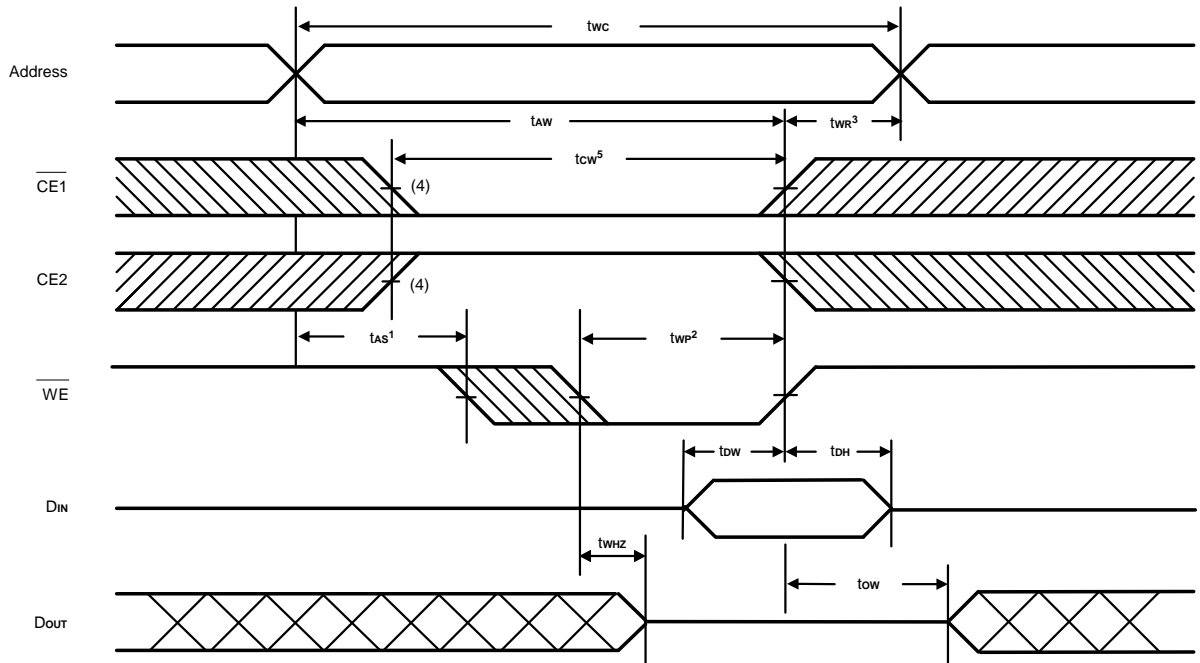 tWC
Address
tAW
tWR3
tCW5
CE1
(4)
CE2
(4)
tAS1
tWP2
WE
tDW
tDH
DIN
tWHZ
tOW
DOUT